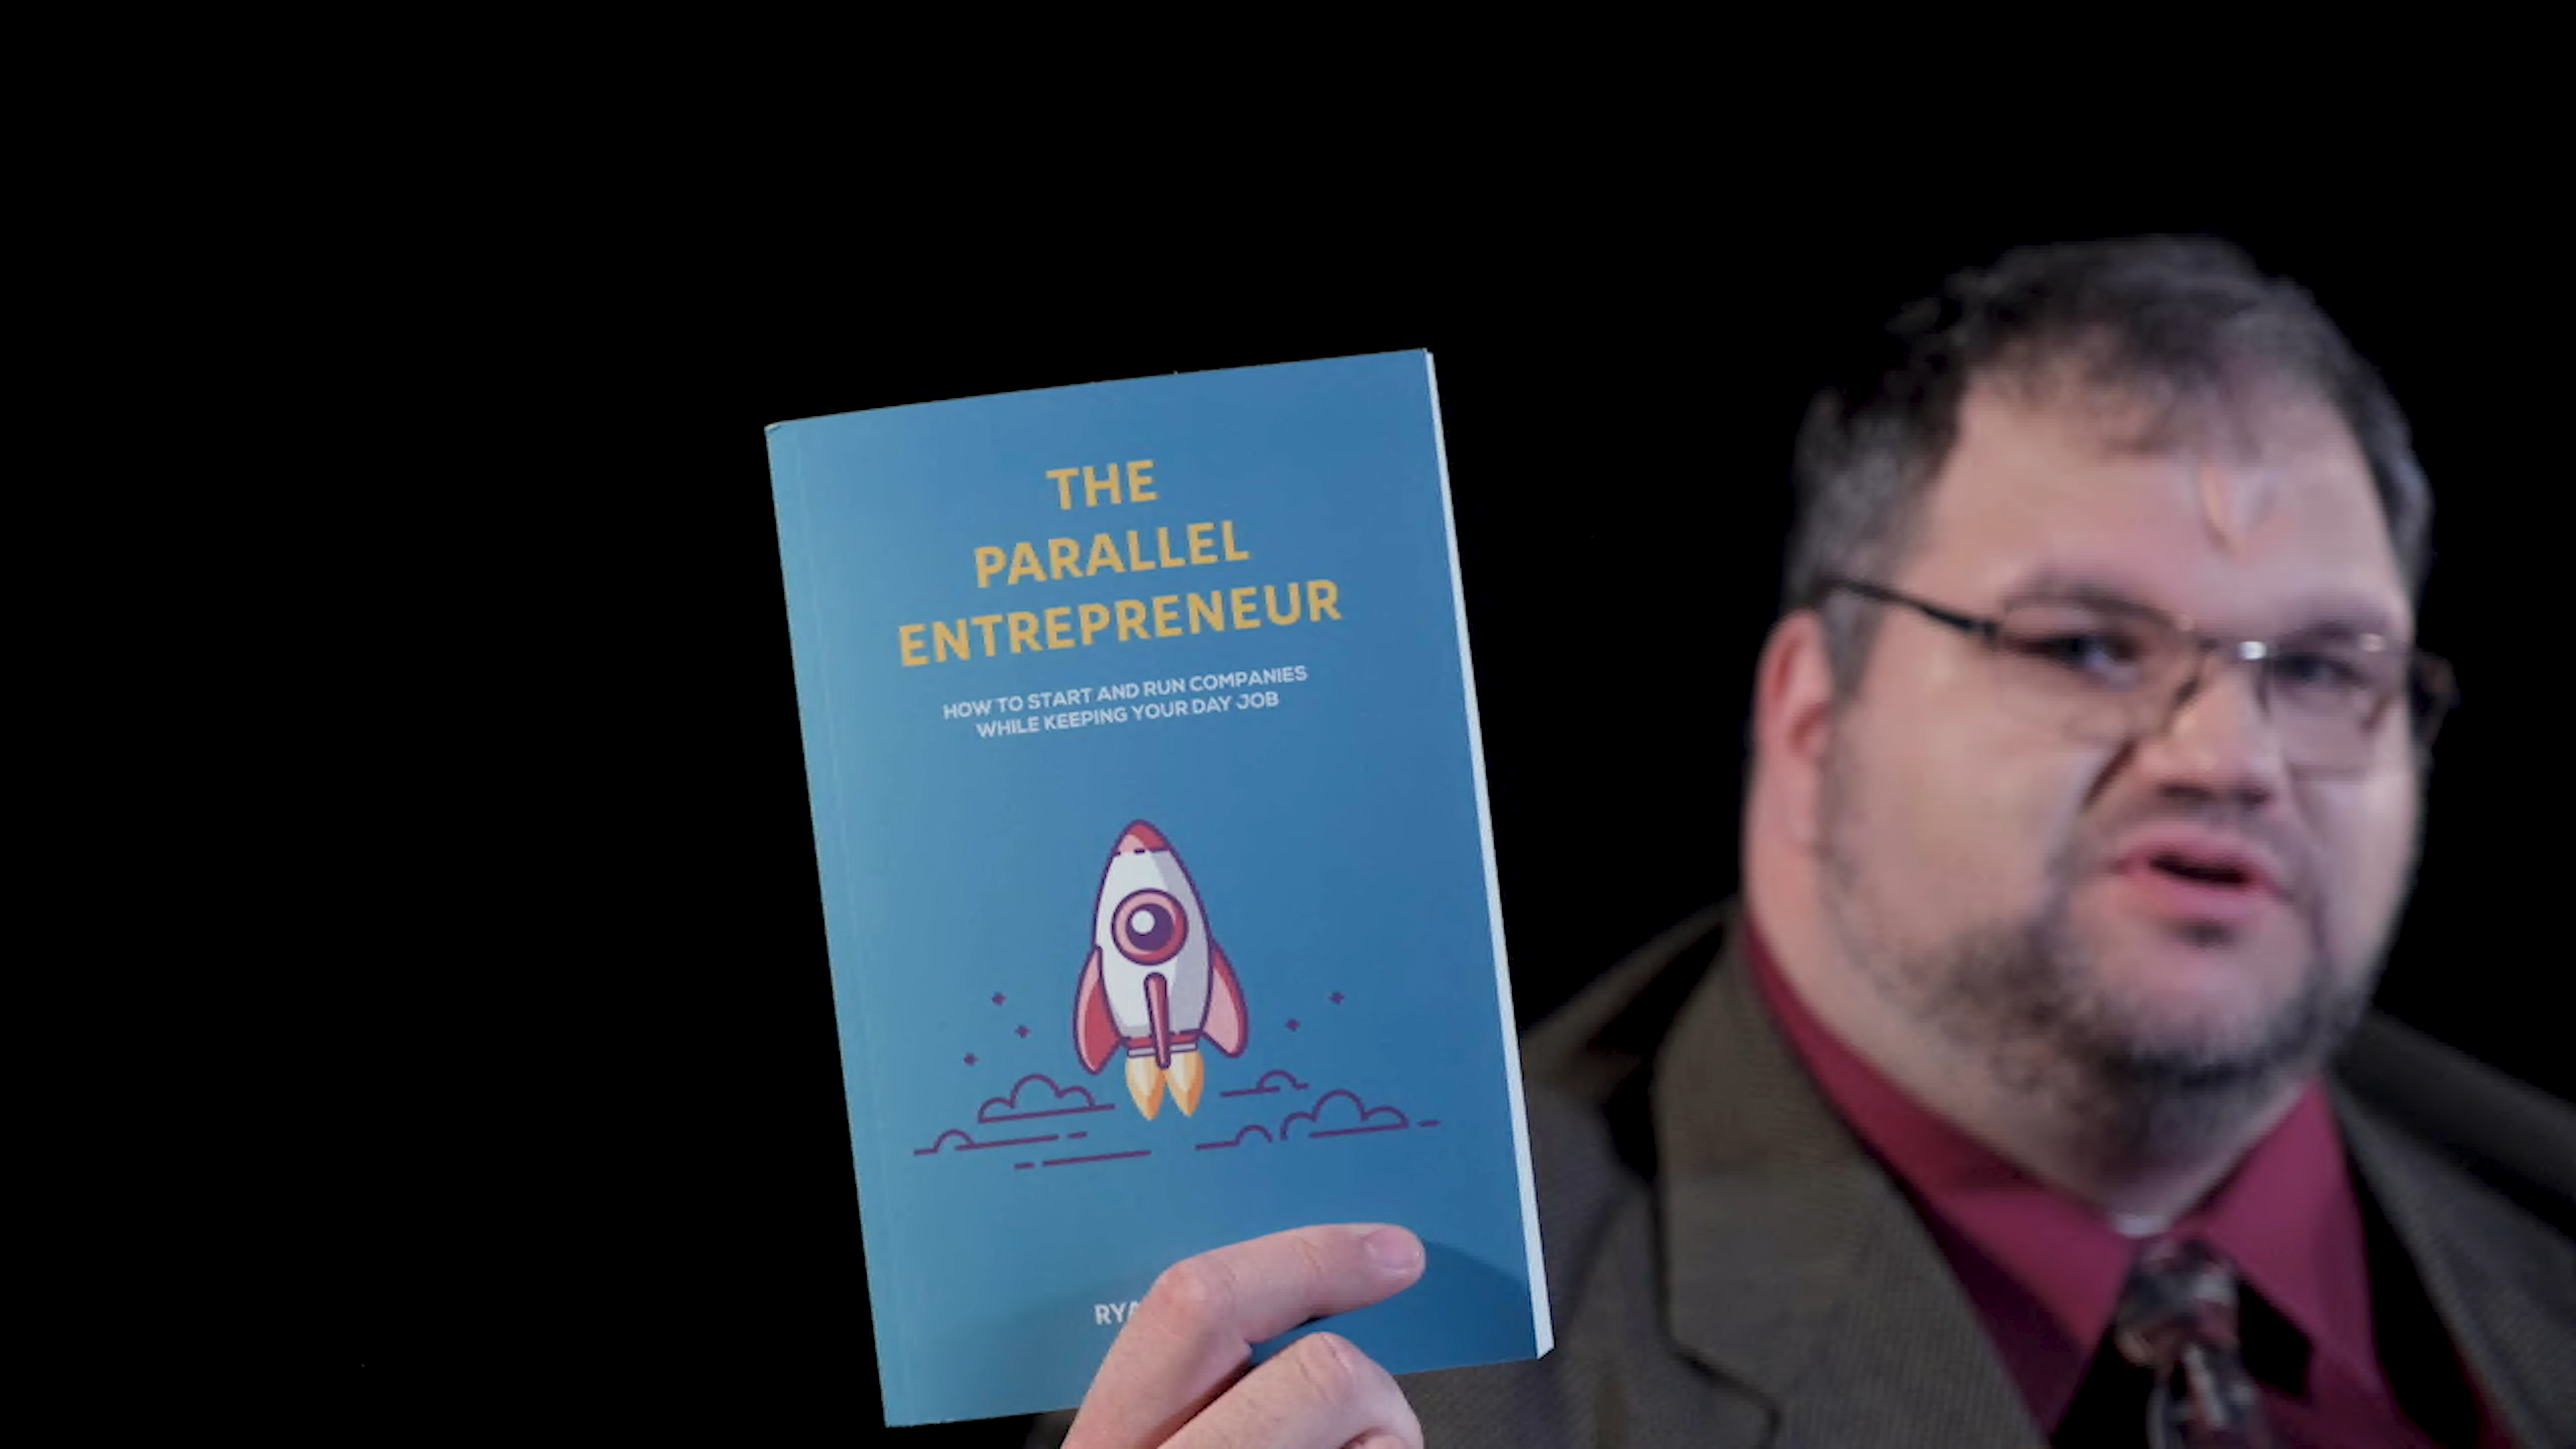 THE
PARALLEL
ENTREPRENEUR
HOW TO START AND RUN COMPANIES
WHILE KEEPING YOUR DAY JOB